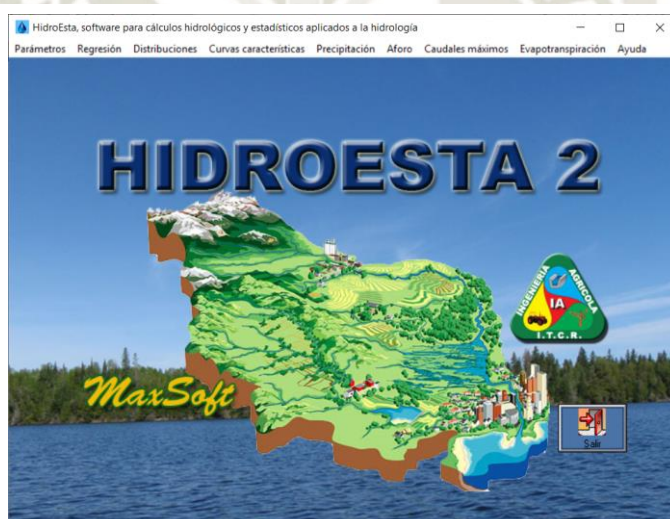 HidroEsta, software para cálculos hidrológicos y estadísticos aplicados a la hidrología
Parámetros Regresión Distribuciones Curvas características Precipitación Aforo Caudales máximos Evapotranspiración Ayuda
HIDROESTA 2
INGENIERIA AGRICOLA
IA
I.T.C.R.
MaxSoft
Salir